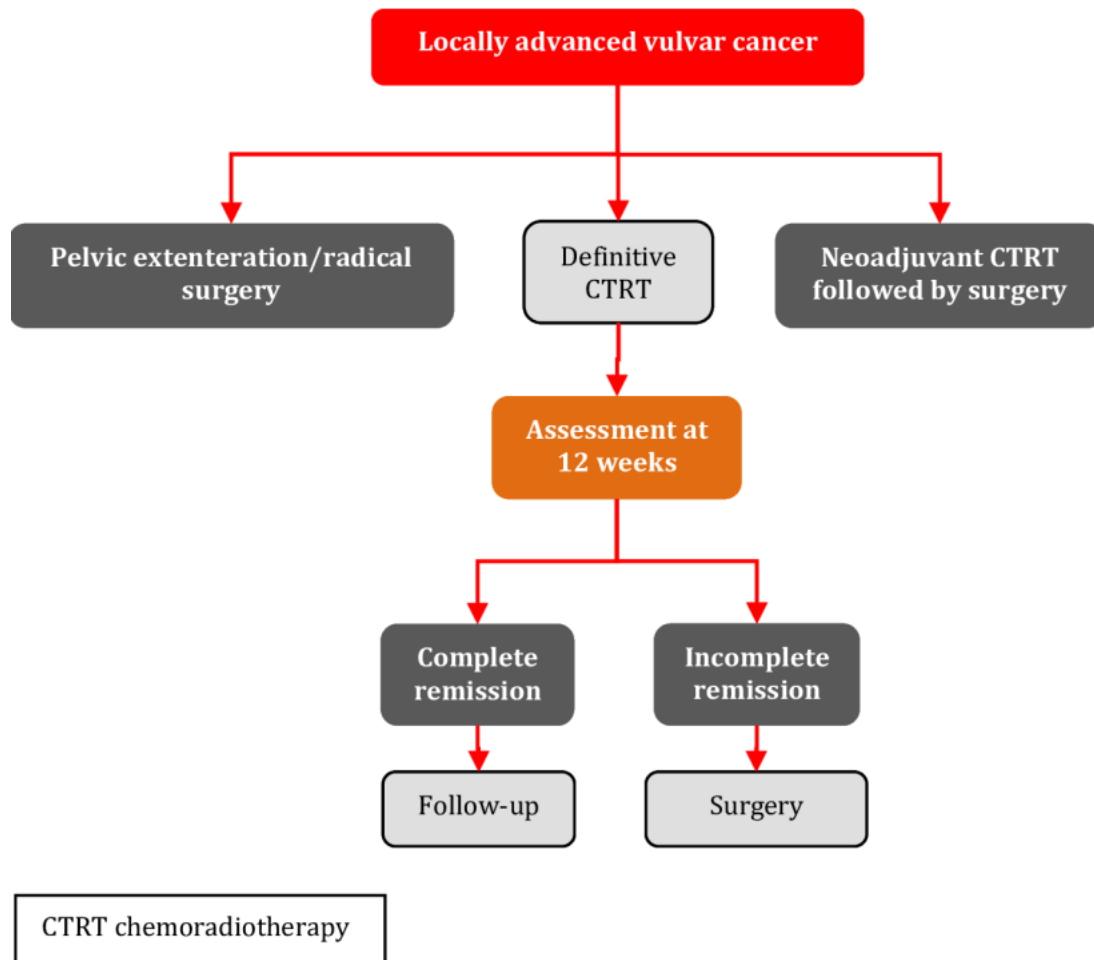 Locally advanced vulvar cancer
Pelvic extenteration/radical
surgery
Definitive
CTRT
Neoadjuvant CTRT
followed by surgery
Assessment at
12 weeks
Complete
remission
Incomplete
remission
Follow-up
Surgery
CTRT chemoradiotherapy